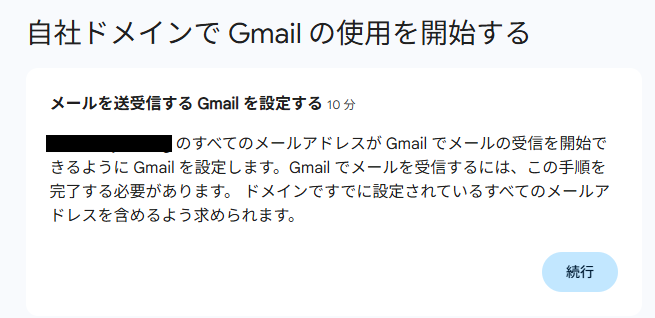 自社ドメインで Gmail の使用を開始する
メールを送受信する Gmail を設定する 10 分
のすべてのメールアドレスが Gmail でメールの受信を開始で
きるように Gmail を設定します。Gmail でメールを受信するには、この手順を
完了する必要があります。 ドメインですでに設定されているすべてのメールア
ドレスを含めるよう求められます。
続行